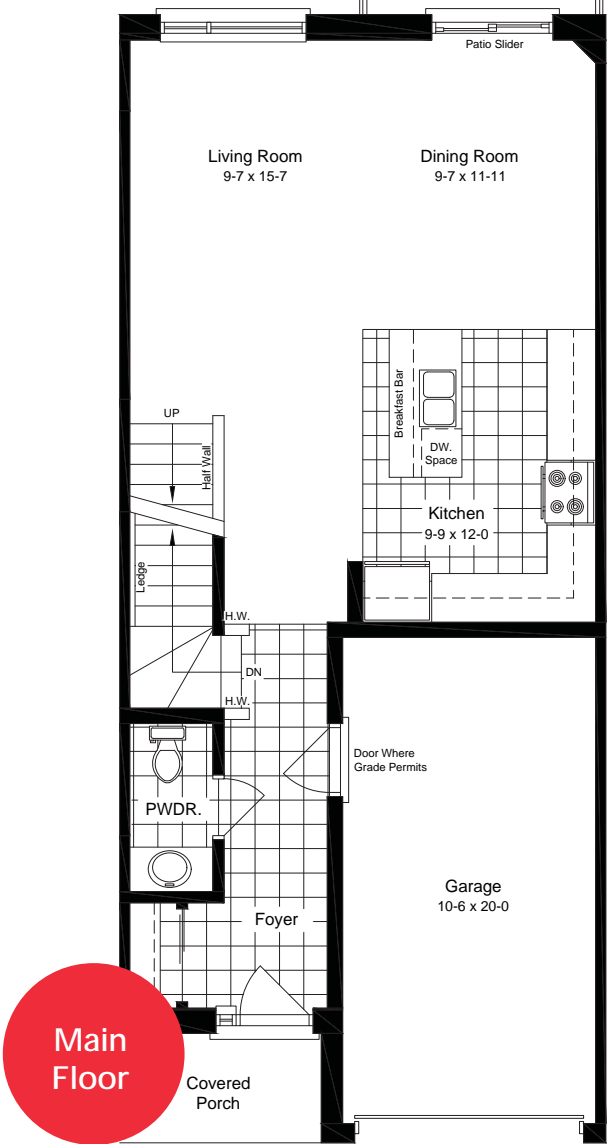 Patio Slider
Living Room
9-7 x 15-7
Dining Room
9-7 x 11-11
Breakfast Bar
UP
Half Wall
DW.
Space
Kitchen
9-9 x 12-0
Ledge
H.W.
DN
H.W.
Door Where
Grade Permits
PWDR.
Garage
10-6 x 20-0
Foyer
Main
Floor
Covered
Porch